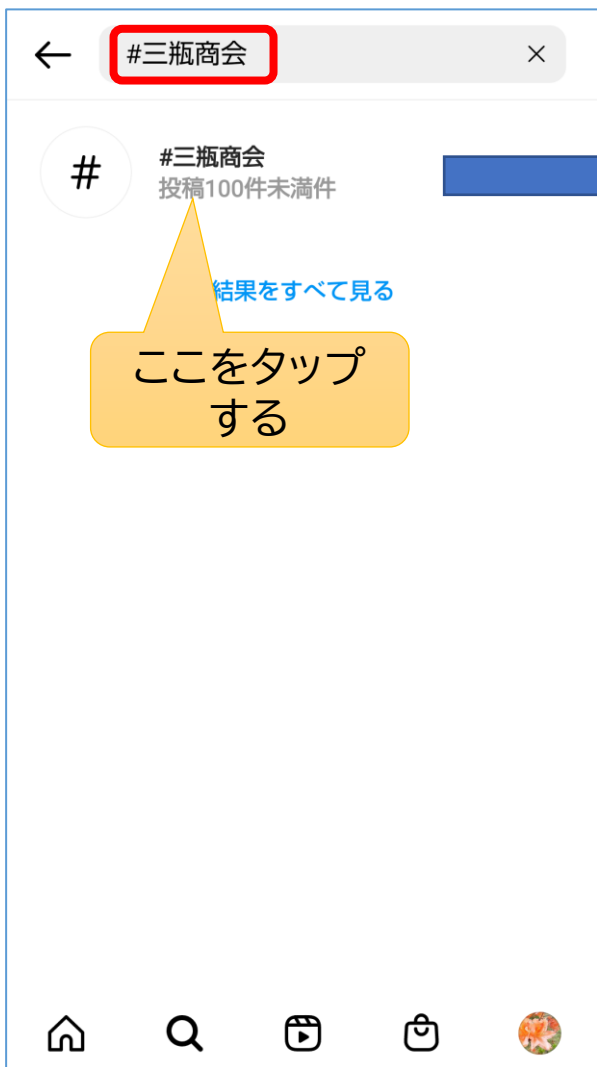 #三瓶商会
#
#三瓶商会
投稿100件未満件
結果をすべて見る
ここをタップ
する